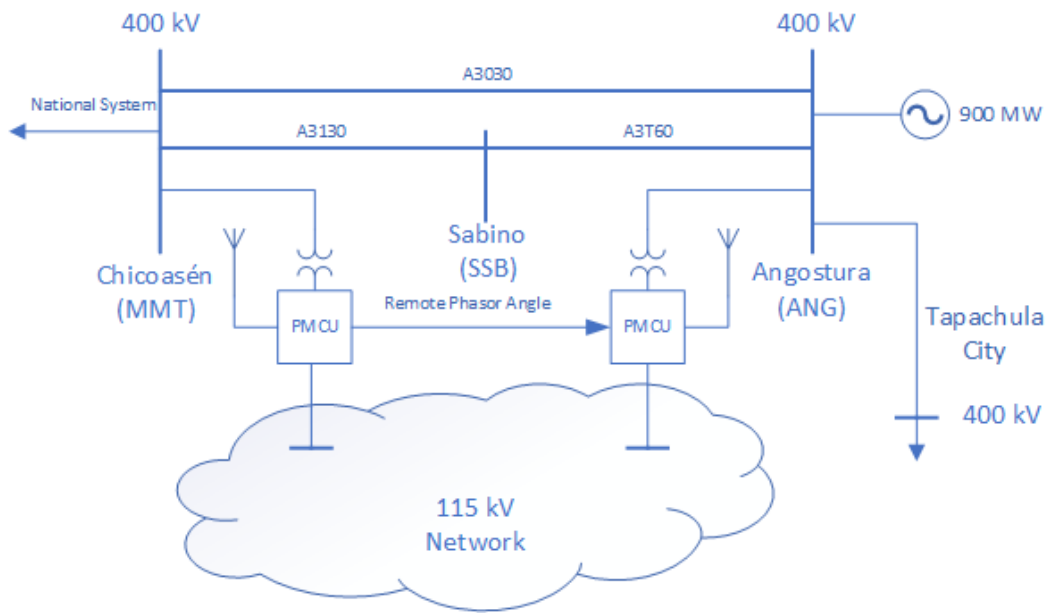 400 kV
400 kV
A3030
National System
900 MW
A3130
A3T60
Sabino
(SSB)
Chicoasén
(MMT)
Angostura
(ANG)
Remote Phasor Angle
PMCU
PMCU
Tapachula
City
400 kV
115 kV
Network